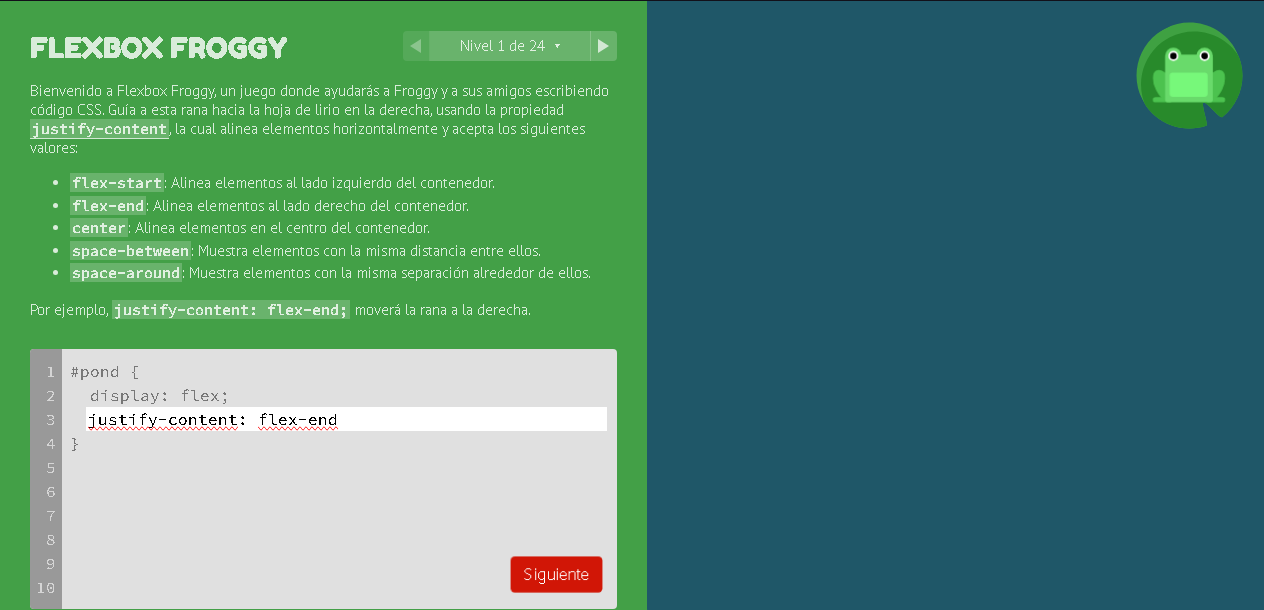 FLEXBOX FROGGY
◀ Nivel 1 de 24 ▾ ▶
Bienvenido a Flexbox Froggy, un juego donde ayudarás a Froggy y a sus amigos escribiendo
código CSS. Guía a esta rana hacia la hoja de lirio en la derecha, usando la propiedad
justify-content, la cual alinea elementos horizontalmente y acepta los siguientes
valores:
• flex-start: Alinea elementos al lado izquierdo del contenedor.
• flex-end: Alinea elementos al lado derecho del contenedor.
• center: Alinea elementos en el centro del contenedor.
• space-between: Muestra elementos con la misma distancia entre ellos.
• space-around: Muestra elementos con la misma separación alrededor de ellos.
Por ejemplo, justify-content: flex-end; moverá la rana a la derecha.
1 #pond {
2 display: flex;
3 justify-content: flex-end
4 }
5
6
7
8
9
10
Siguiente